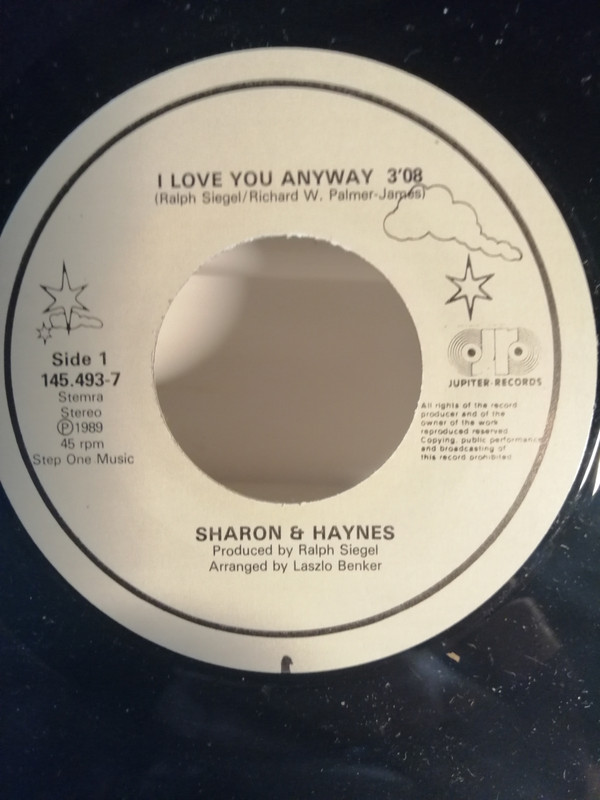 I LOVE YOU ANYWAY 3'08
(Ralph Siegel/Richard W. Palmer-James)
Side 1
145.493-7
Stemra
Stereo
Ⓟ1989
45 rpm
Step One Music
JR
JUPITER-RECORDS
All rights of the record
producer and of the
owner of the work
reproduced reserved.
Copying, public performance
and broadcasting of
this record prohibited
SHARON & HAYNES
Produced by Ralph Siegel
Arranged by Laszlo Benker